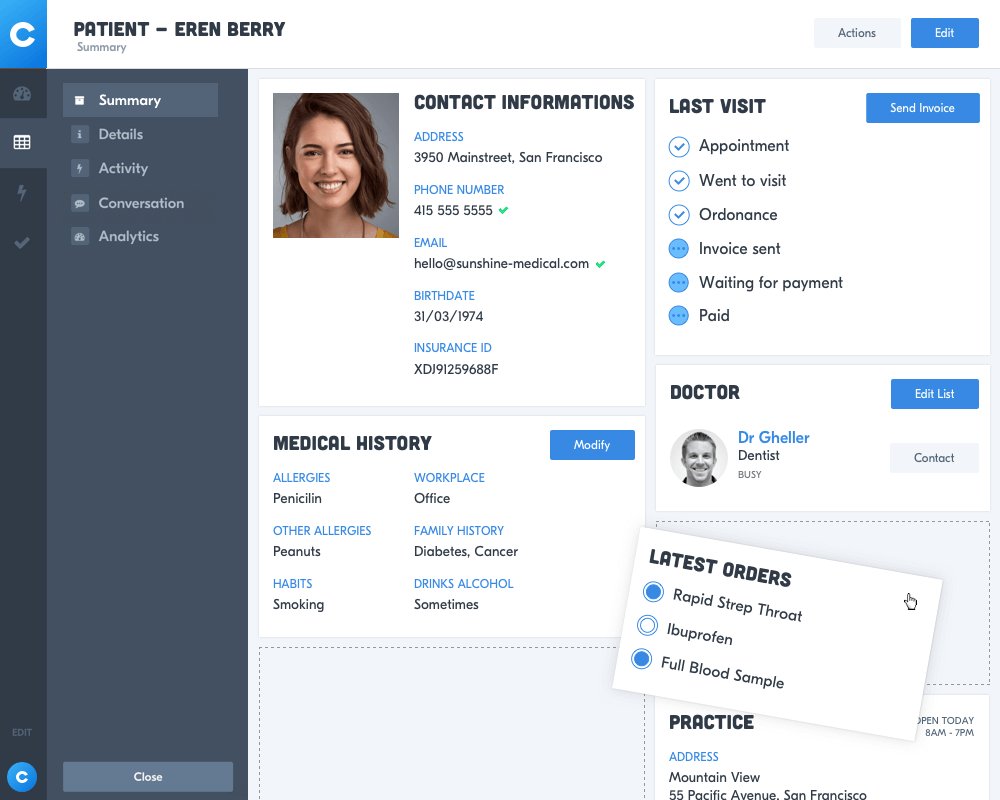 C
PATIENT – EREN BERRY
Summary
Actions
Edit
Summary
Details
Activity
Conversation
Analytics
EDIT
C
Close
CONTACT INFORMATIONS
ADDRESS
3950 Mainstreet, San Francisco
PHONE NUMBER
415 555 5555
EMAIL
hello@sunshine-medical.com
BIRTHDATE
31/03/1974
INSURANCE ID
XDJ91259688F
MEDICAL HISTORY
Modify
ALLERGIES
Penicilin
WORKPLACE
Office
OTHER ALLERGIES
Peanuts
FAMILY HISTORY
Diabetes, Cancer
HABITS
Smoking
DRINKS ALCOHOL
Sometimes
LAST VISIT
Send Invoice
Appointment
Went to visit
Ordonance
Invoice sent
Waiting for payment
Paid
DOCTOR
Edit List
Dr Gheller
Dentist
BUSY
Contact
LATEST ORDERS
Rapid Strep Throat
Ibuprofen
Full Blood Sample
PRACTICE
OPEN TODAY
8AM - 7PM
ADDRESS
Mountain View
55 Pacific Avenue, San Francisco